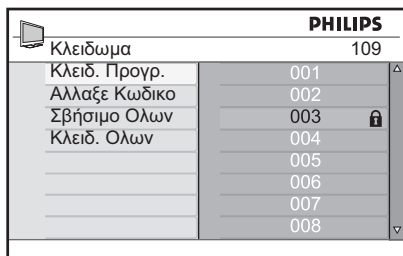 PHILIPS
Κλειδωμα 109
Κλειδ. Προγρ. 001
Αλλαξε Κωδικο 002
Σβήσιμο Ολων 003
Κλειδ. Ολων 004
005
006
007
008